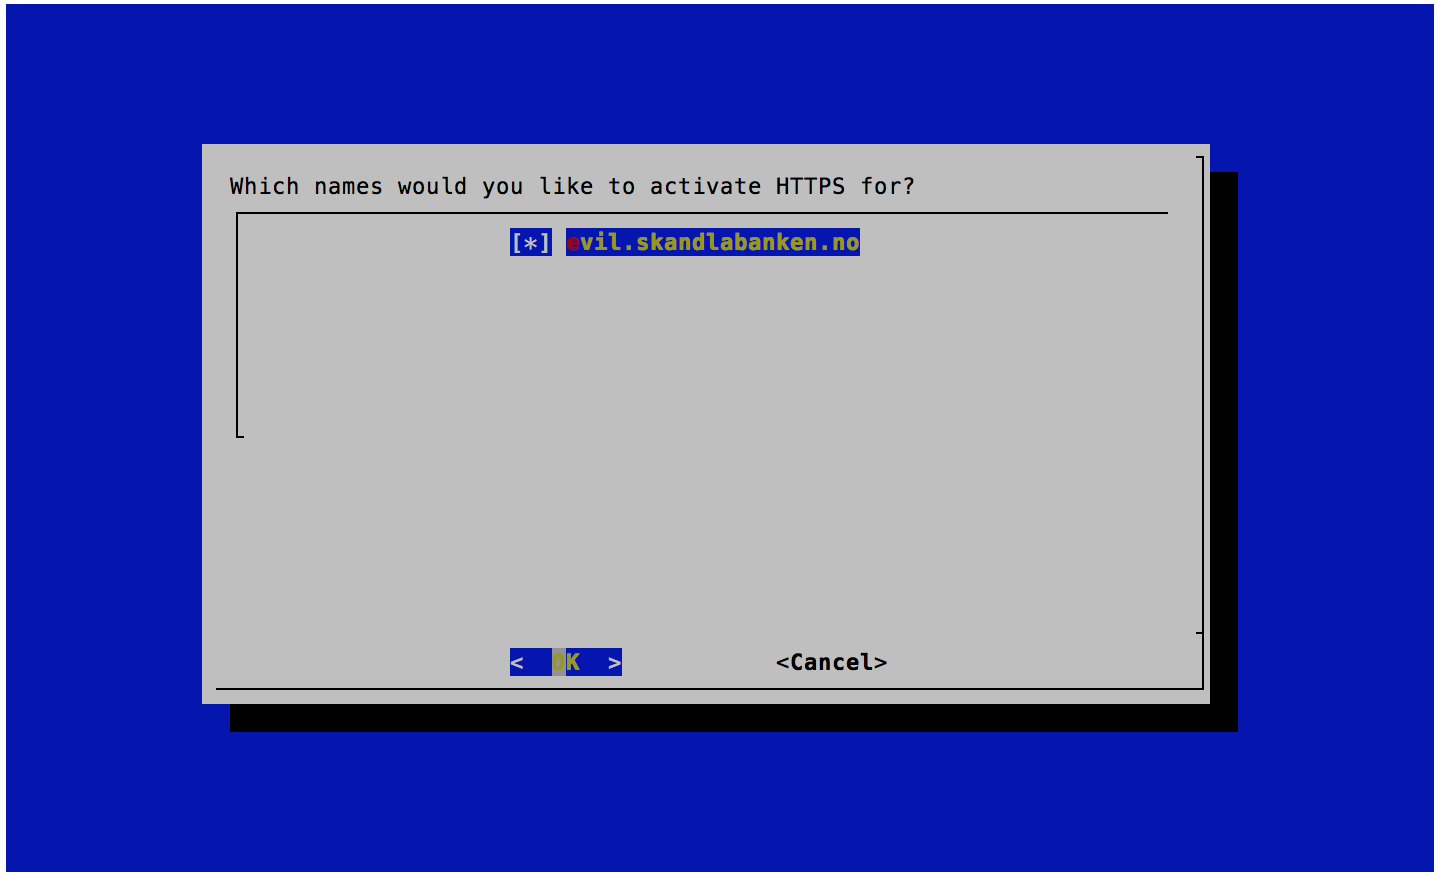 Which names would you like to activate HTTPS for?
[*] evil.skandlabanken.no
<  OK  > <Cancel>